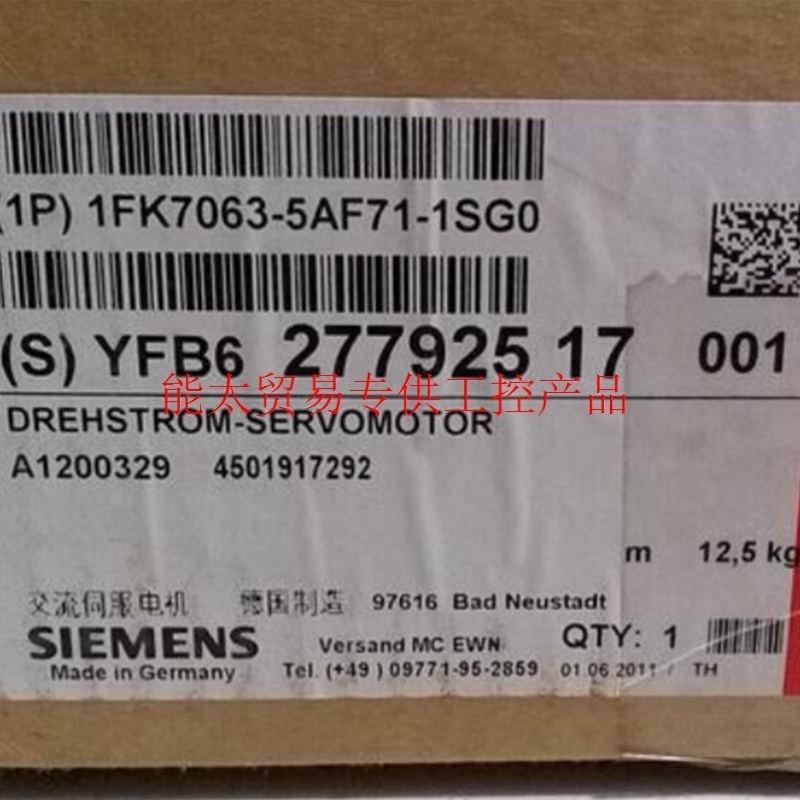 (1P) 1FK7063-5AF71-1SG0
(S) YFB6 277925 17 001
能太贸易专供工控产品
DREHSTROM-SERVOMOTOR
A1200329 4501917292
m 12,5 kg
交流伺服电机 德国制造 97616 Bad Neustadt
SIEMENS Versand MC EWN QTY: 1
Made in Germany Tel. (+49 ) 09771-95-2859 01.06.2011 / TH